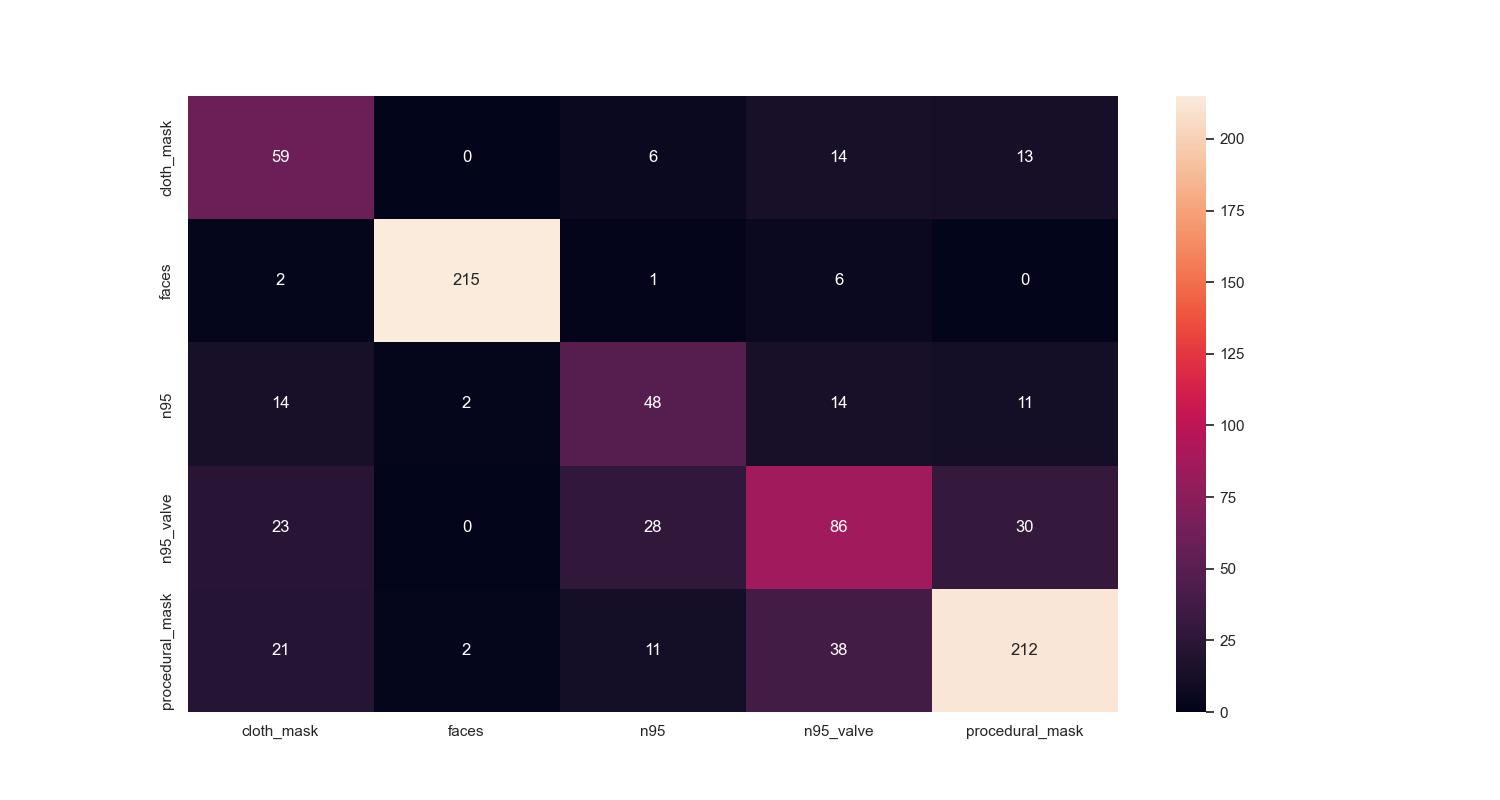 cloth_mask 59 0 6 14 13
faces 2 215 1 6 0
n95 14 2 48 14 11
n95_valve 23 0 28 86 30
procedural_mask 21 2 11 38 212
cloth_mask faces n95 n95_valve procedural_mask
200
175
150
125
100
75
50
25
0